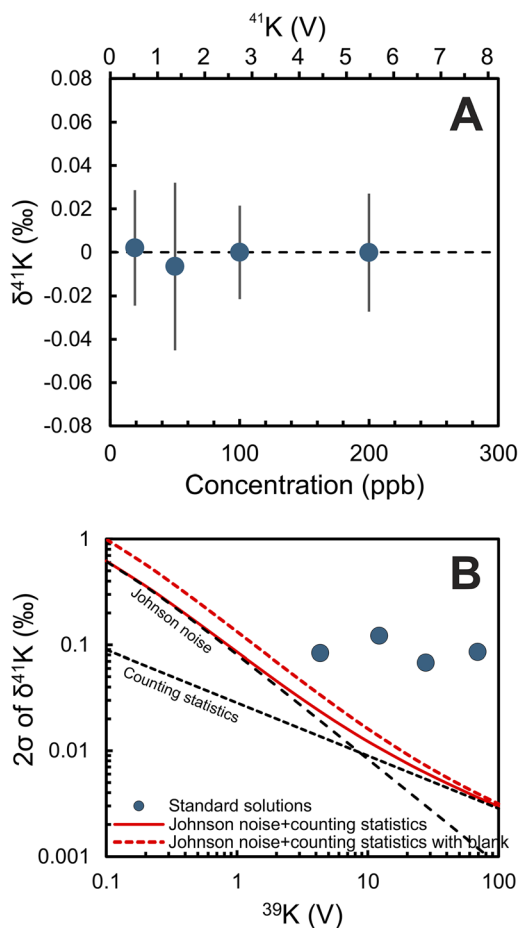 ⁴¹K (V)
0 1 2 3 4 5 6 7 8
A
0.08
0.06
0.04
0.02
0
-0.02
-0.04
-0.06
-0.08
δ⁴¹K (‰)
0 100 200 300
Concentration (ppb)
B
1
0.1
0.01
0.001
2σ of δ⁴¹K (‰)
Johnson noise
Counting statistics
Standard solutions
Johnson noise+counting statistics
Johnson noise+counting statistics with blank
0.1 1 10 100
³⁹K (V)